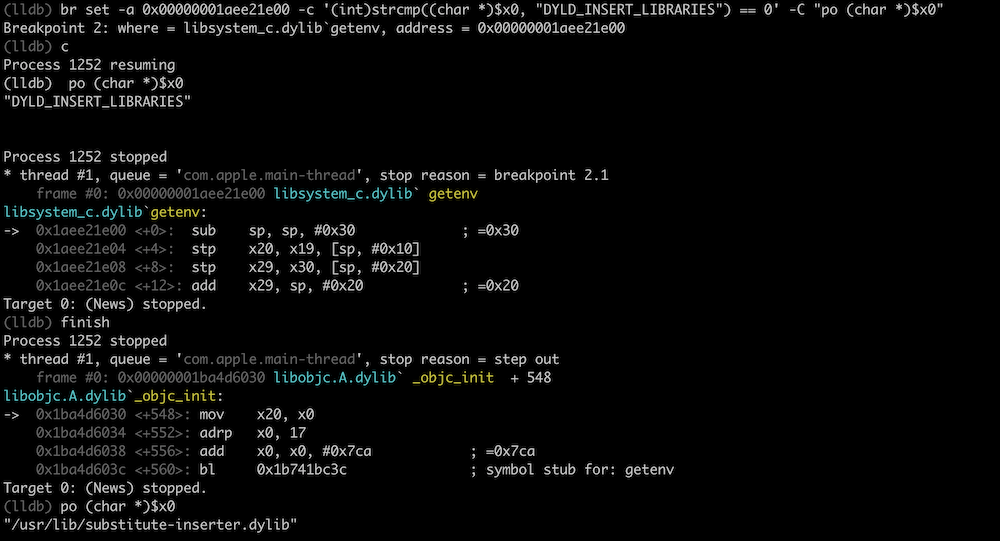 (lldb) br set -a 0x00000001aee21e00 -c '(int)strcmp((char *)$x0, "DYLD_INSERT_LIBRARIES") == 0' -C "po (char *)$x0"
Breakpoint 2: where = libsystem_c.dylib`getenv, address = 0x00000001aee21e00
(lldb) c
Process 1252 resuming
(lldb)  po (char *)$x0
"DYLD_INSERT_LIBRARIES"
Process 1252 stopped
* thread #1, queue = 'com.apple.main-thread', stop reason = breakpoint 2.1
    frame #0: 0x00000001aee21e00 libsystem_c.dylib` getenv
libsystem_c.dylib`getenv:
->  0x1aee21e00 <+0>:  sub    sp, sp, #0x30             ; =0x30
    0x1aee21e04 <+4>:  stp    x20, x19, [sp, #0x10]
    0x1aee21e08 <+8>:  stp    x29, x30, [sp, #0x20]
    0x1aee21e0c <+12>: add    x29, sp, #0x20            ; =0x20
Target 0: (News) stopped.
(lldb) finish
Process 1252 stopped
* thread #1, queue = 'com.apple.main-thread', stop reason = step out
    frame #0: 0x00000001ba4d6030 libobjc.A.dylib` _objc_init  + 548
libobjc.A.dylib`_objc_init:
->  0x1ba4d6030 <+548>: mov    x20, x0
    0x1ba4d6034 <+552>: adrp   x0, 17
    0x1ba4d6038 <+556>: add    x0, x0, #0x7ca            ; =0x7ca
    0x1ba4d603c <+560>: bl     0x1b741bc3c               ; symbol stub for: getenv
Target 0: (News) stopped.
(lldb) po (char *)$x0
"/usr/lib/substitute-inserter.dylib"